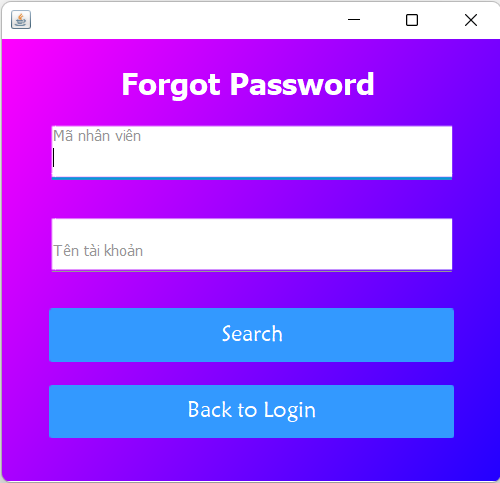 Forgot Password
Mã nhân viên
Tên tài khoản
Search
Back to Login